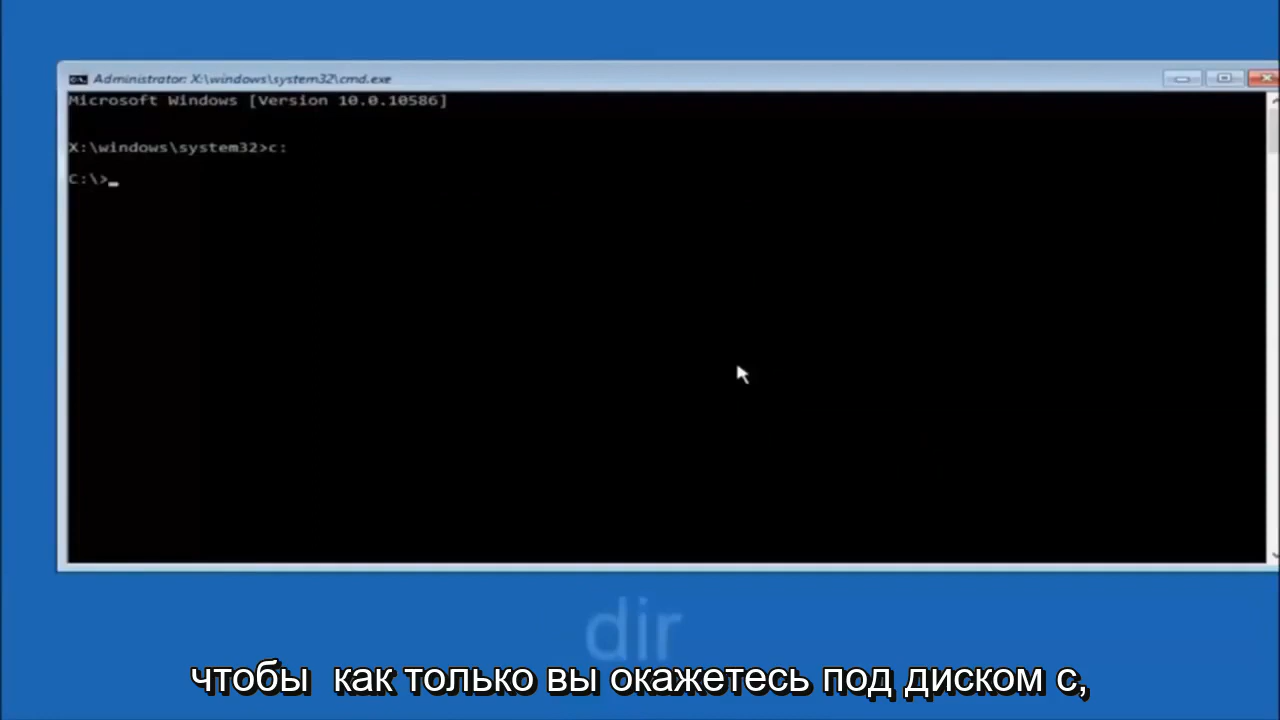 Administrator: X:\windows\system32\cmd.exe
Microsoft Windows [Version 10.0.10586]
X:\windows\system32>c:
C:\>_
dir
чтобы  как только вы окажетесь под диском с,